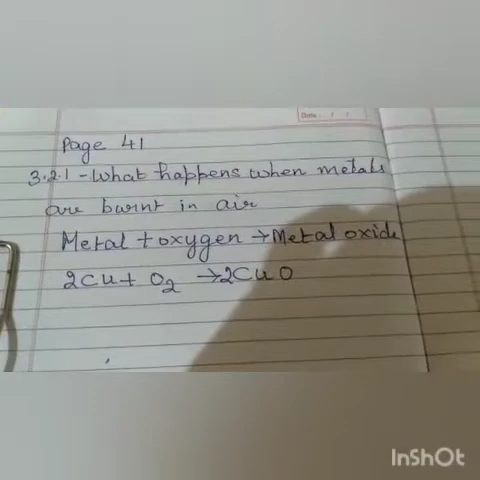 Date : / /
Page 41
3.2.1 - What happens when metals
are burnt in air
Metal + oxygen → Metal oxide
2Cu + O₂ → 2CuO
InShOt